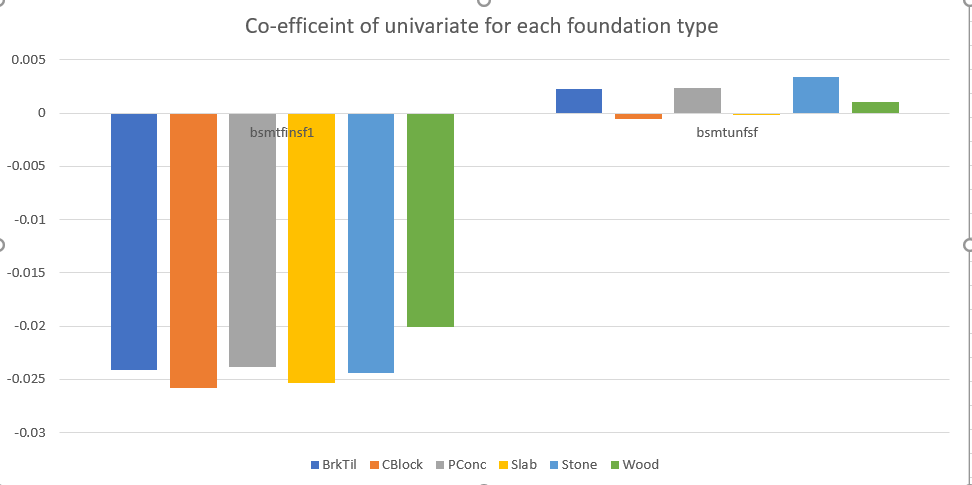 Co-efficeint of univariate for each foundation type
0.005
0
-0.005
-0.01
-0.015
-0.02
-0.025
-0.03
bsmtfinsf1
bsmtunfsf
BrkTil CBlock PConc Slab Stone Wood